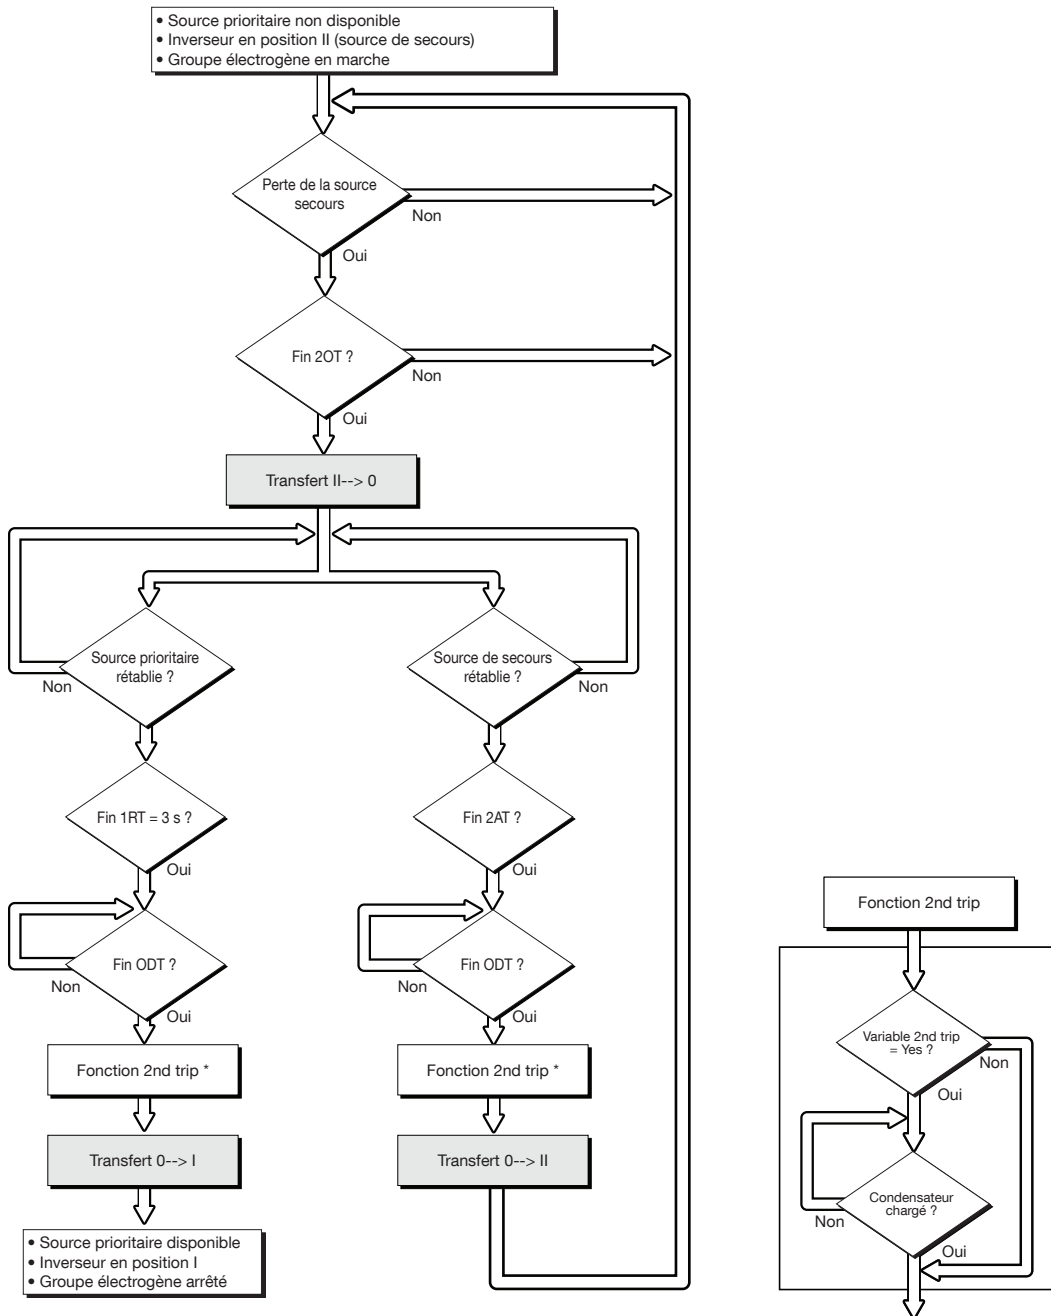 • Source prioritaire non disponible
• Inverseur en position II (source de secours)
• Groupe électrogène en marche
Perte de la source
secours
Non
Oui
Fin 2OT ?
Non
Oui
Transfert II--> 0
Source prioritaire
rétablie ?
Non
Source de secours
rétablie ?
Non
Fin 1RT = 3 s ?
Oui
Fin 2AT ?
Oui
Fin ODT ?
Non
Oui
Fin ODT ?
Non
Oui
Fonction 2nd trip *
Fonction 2nd trip *
Transfert 0--> I
Transfert 0--> II
• Source prioritaire disponible
• Inverseur en position I
• Groupe électrogène arrêté
Fonction 2nd trip
Variable 2nd trip
= Yes ?
Non
Oui
Condensateur
chargé ?
Non
Oui